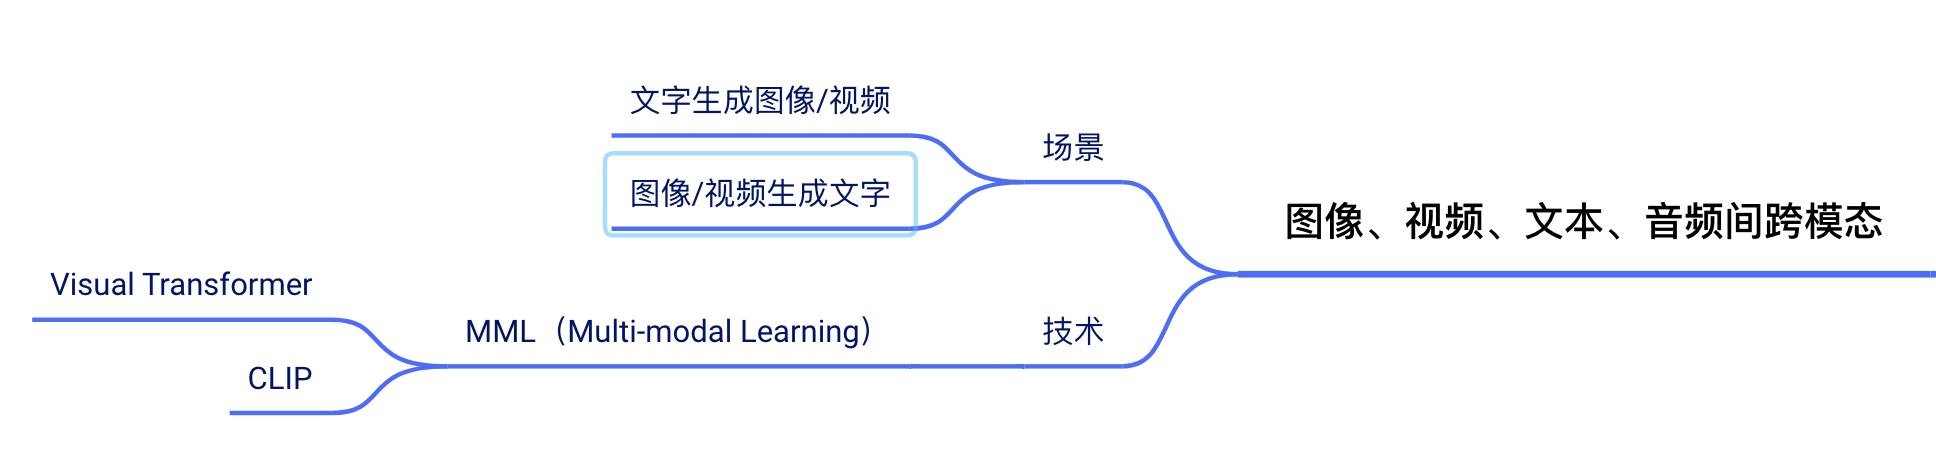 文字生成图像/视频
场景
图像/视频生成文字
图像、视频、文本、音频间跨模态
Visual Transformer
MML（Multi-modal Learning）
技术
CLIP